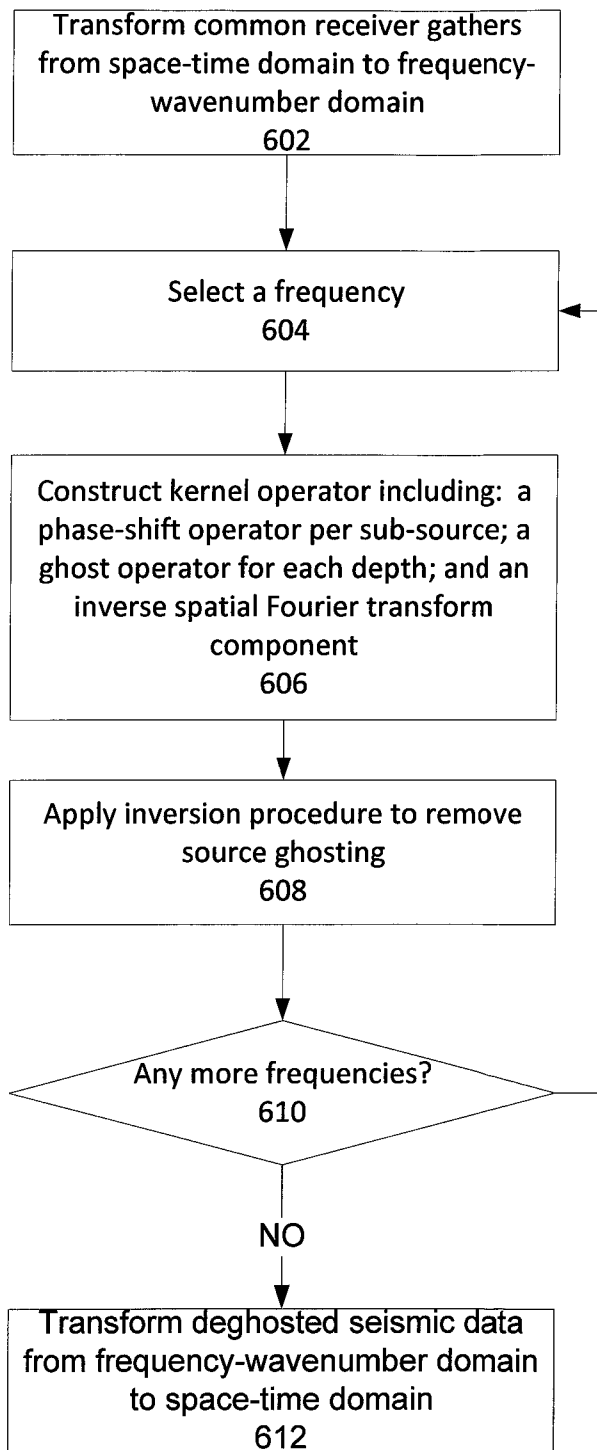 Transform common receiver gathers
from space-time domain to frequency-
wavenumber domain
602
Select a frequency
604
Construct kernel operator including: a
phase-shift operator per sub-source; a
ghost operator for each depth; and an
inverse spatial Fourier transform
component
606
Apply inversion procedure to remove
source ghosting
608
Any more frequencies?
610
NO
Transform deghosted seismic data
from frequency-wavenumber domain
to space-time domain
612